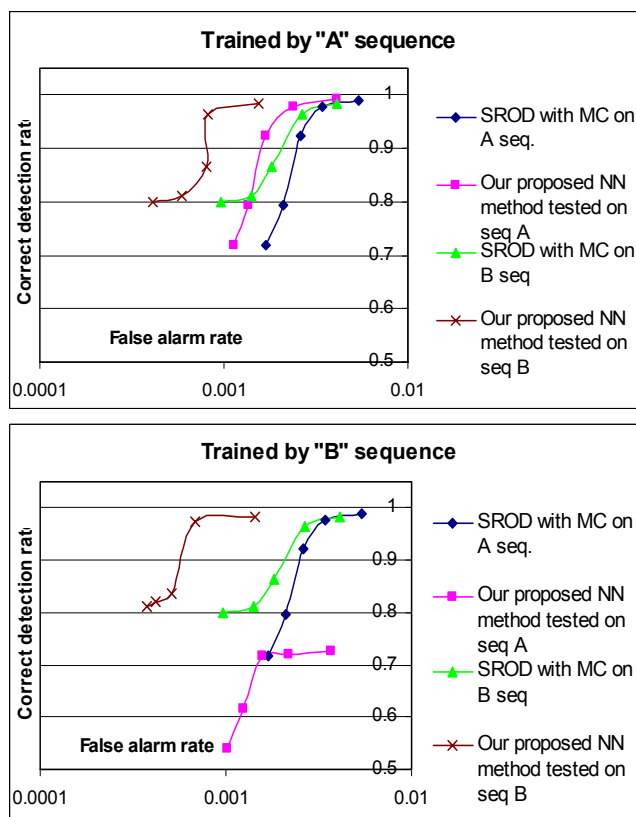 Trained by "A" sequence
Correct detection rate
1
0.9
0.8
0.7
0.6
0.5
False alarm rate
0.0001
0.001
0.01
SROD with MC on
A seq.
Our proposed NN
method tested on
seq A
SROD with MC on
B seq
Our proposed NN
method tested on
seq B
Trained by "B" sequence
Correct detection rate
1
0.9
0.8
0.7
0.6
0.5
False alarm rate
0.0001
0.001
0.01
SROD with MC on
A seq.
Our proposed NN
method tested on
seq A
SROD with MC on
B seq
Our proposed NN
method tested on
seq B